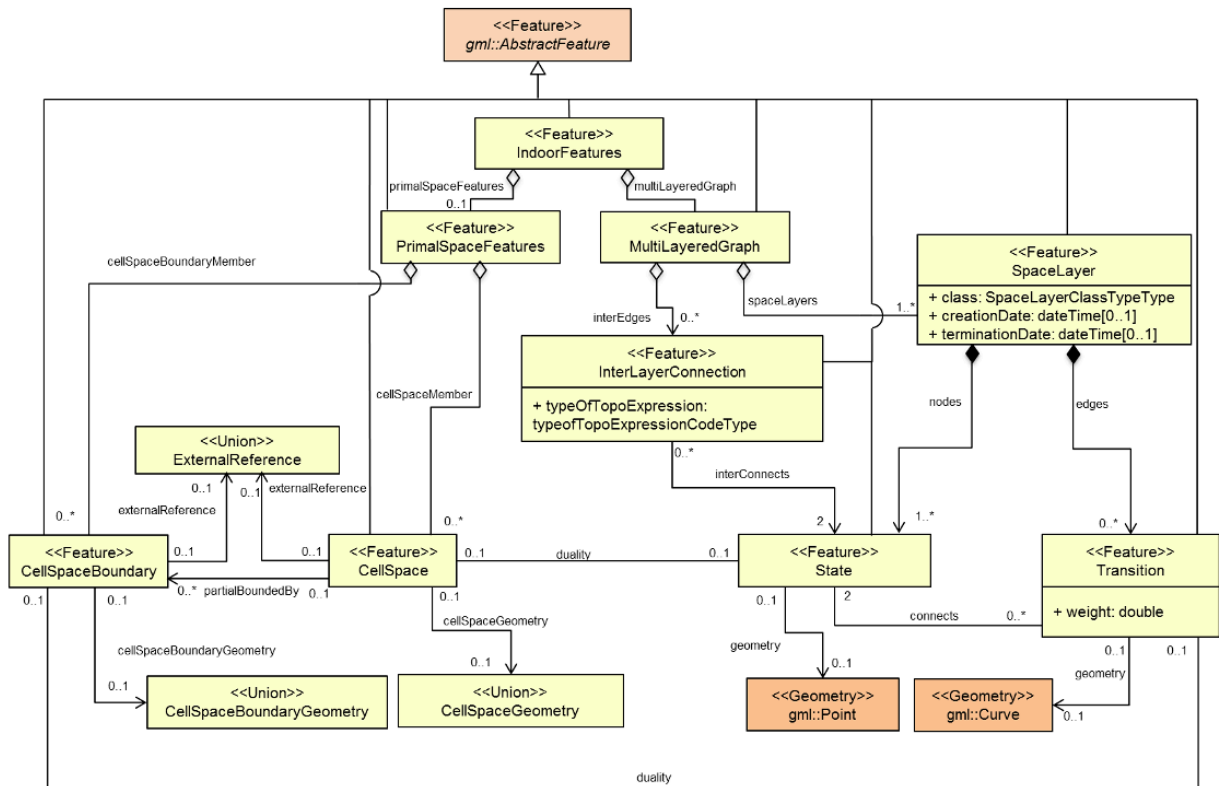 <<Feature>>
gml::AbstractFeature
<<Feature>>
IndoorFeatures
primalSpaceFeatures
multiLayeredGraph
0..1
<<Feature>>
PrimalSpaceFeatures
<<Feature>>
MultiLayeredGraph
<<Feature>>
SpaceLayer
+ class: SpaceLayerClassTypeType
+ creationDate: dateTime[0..1]
+ terminationDate: dateTime[0..1]
cellSpaceBoundaryMember
spaceLayers
1..*
interEdges
0..*
<<Feature>>
InterLayerConnection
+ typeOfTopoExpression:
typeofTopoExpressionCodeType
cellSpaceMember
nodes
edges
<<Union>>
ExternalReference
0..*
interConnects
0..1
0..1
externalReference
externalReference
0..*
0..*
2
1..*
0..*
<<Feature>>
CellSpaceBoundary
0..1
0..1
<<Feature>>
CellSpace
0..1
duality
0..1
<<Feature>>
State
<<Feature>>
Transition
+ weight: double
0..*
partialBoundedBy
0..1
0..1
0..1
0..1
0..1
2
connects
0..*
cellSpaceGeometry
cellSpaceBoundaryGeometry
geometry
0..1
0..1
geometry
0..1
0..1
0..1
0..1
<<Union>>
CellSpaceBoundaryGeometry
<<Union>>
CellSpaceGeometry
<<Geometry>>
gml::Point
<<Geometry>>
gml::Curve
duality